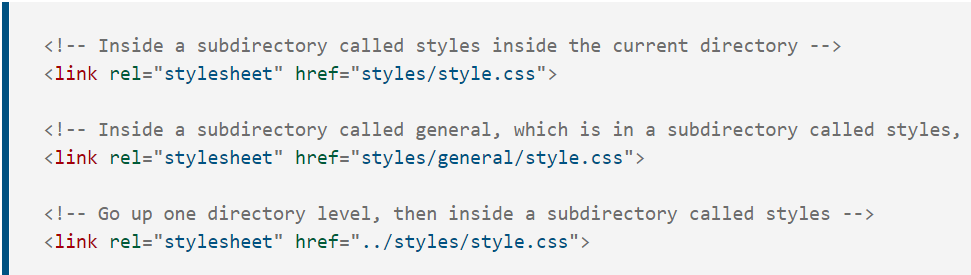 <!-- Inside a subdirectory called styles inside the current directory -->
<link rel="stylesheet" href="styles/style.css">
<!-- Inside a subdirectory called general, which is in a subdirectory called styles,
<link rel="stylesheet" href="styles/general/style.css">
<!-- Go up one directory level, then inside a subdirectory called styles -->
<link rel="stylesheet" href="../styles/style.css">